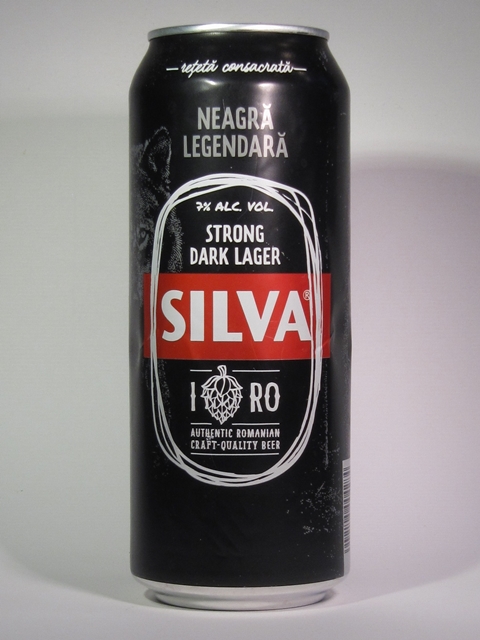 rețetă consacrată
NEAGRĂ
LEGENDARĂ
7% ALC. VOL.
STRONG
DARK LAGER
SILVA®
I RO
AUTHENTIC ROMANIAN
CRAFT-QUALITY BEER